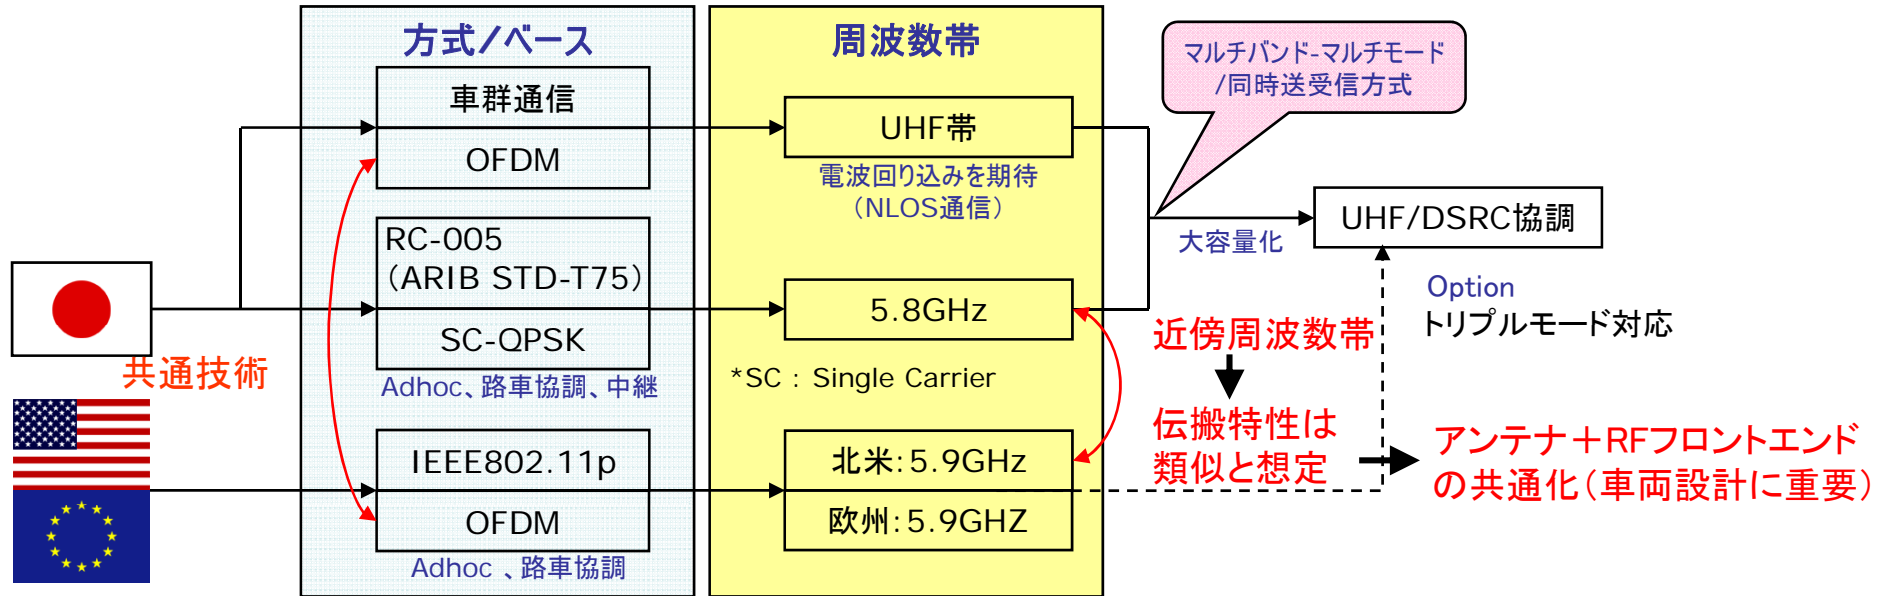 方式/ベース
車群通信
OFDM
RC-005
(ARIB STD-T75)
SC-QPSK
Adhoc、路車協調、中継
IEEE802.11p
OFDM
Adhoc 、路車協調
共通技術
周波数帯
UHF帯
電波回り込みを期待
(NLOS通信)
5.8GHz
*SC : Single Carrier
北米:5.9GHz
欧州:5.9GHZ
マルチバンド-マルチモード
/同時送受信方式
大容量化
UHF/DSRC協調
Option
トリプルモード対応
近傍周波数帯
伝搬特性は
類似と想定
アンテナ+RFフロントエンド
の共通化(車両設計に重要)